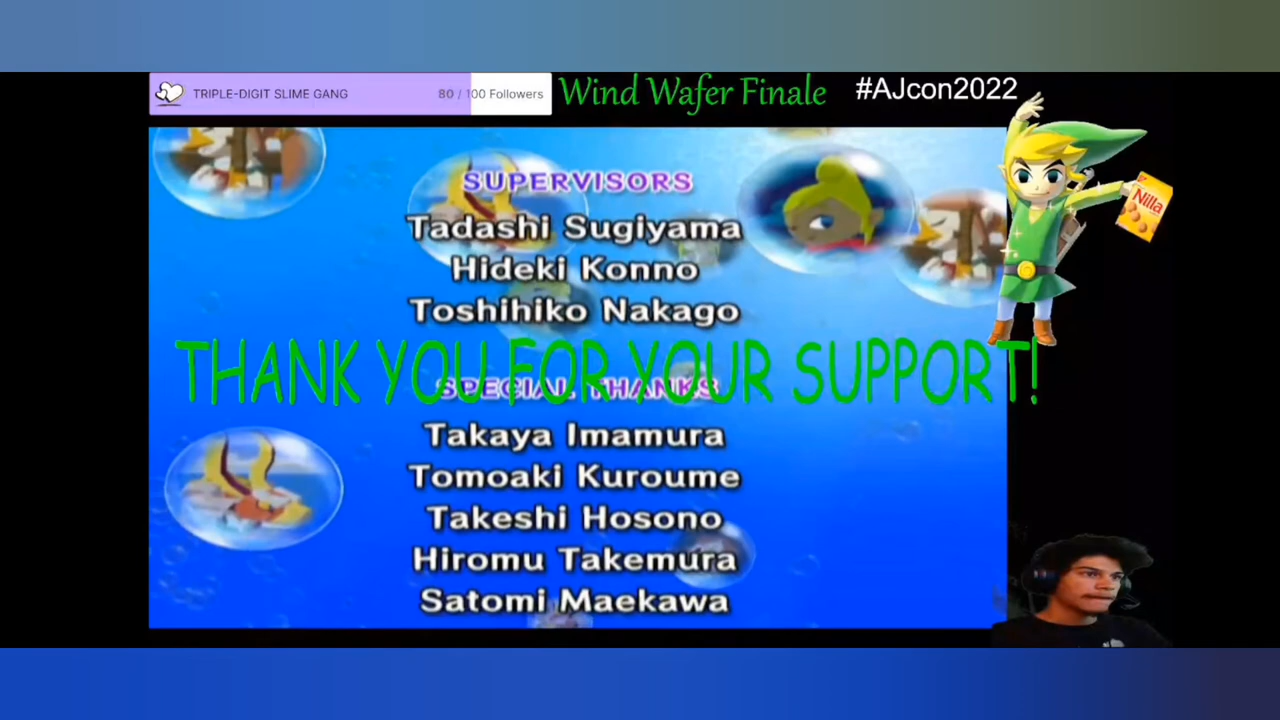 TRIPLE-DIGIT SLIME GANG
80 / 100 Followers
Wind Wafer Finale
#AJcon2022
Nilla
SUPERVISORS
Tadashi Sugiyama
Hideki Konno
Toshihiko Nakago
THANK YOU FOR YOUR SUPPORT!
SPECIAL THANKS
Takaya Imamura
Tomoaki Kuroume
Takeshi Hosono
Hiromu Takemura
Satomi Maekawa